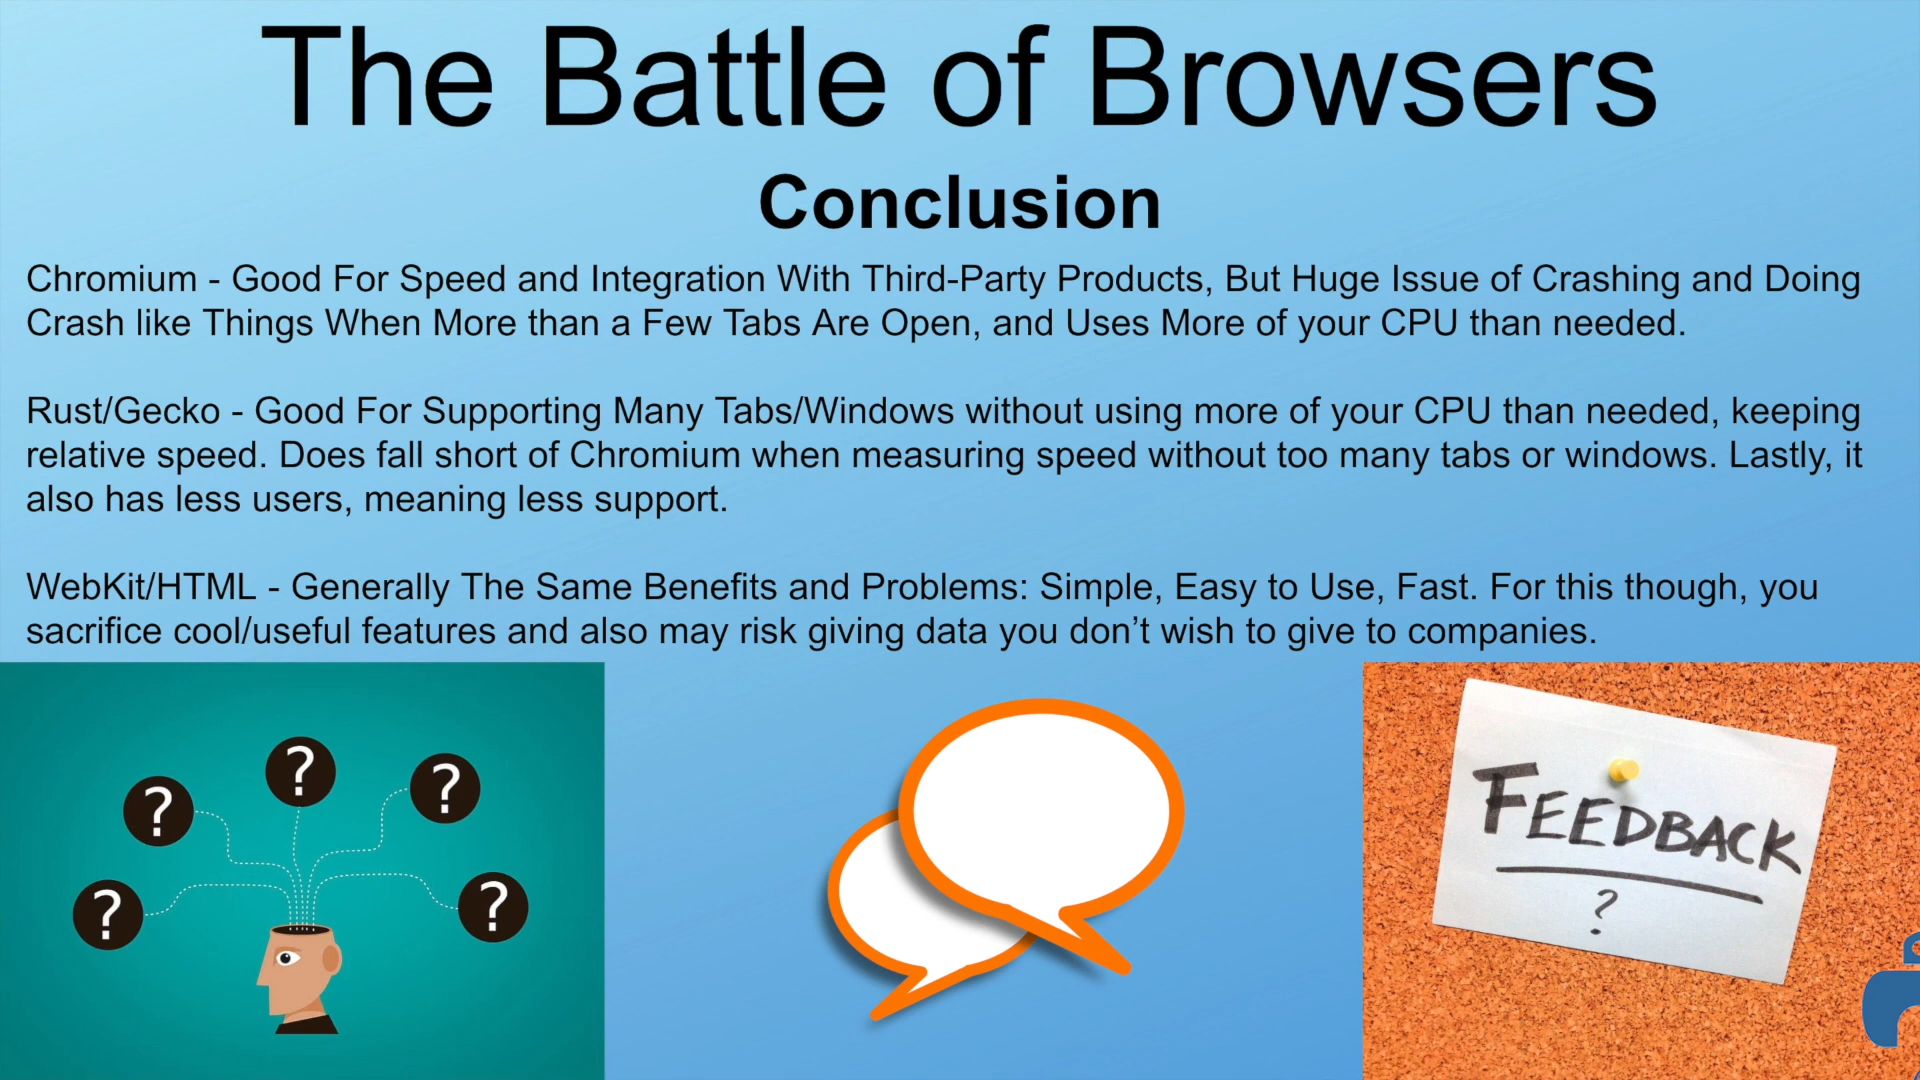 The Battle of Browsers
Conclusion
Chromium - Good For Speed and Integration With Third-Party Products, But Huge Issue of Crashing and Doing
Crash like Things When More than a Few Tabs Are Open, and Uses More of your CPU than needed.
Rust/Gecko - Good For Supporting Many Tabs/Windows without using more of your CPU than needed, keeping
relative speed. Does fall short of Chromium when measuring speed without too many tabs or windows. Lastly, it
also has less users, meaning less support.
WebKit/HTML - Generally The Same Benefits and Problems: Simple, Easy to Use, Fast. For this though, you
sacrifice cool/useful features and also may risk giving data you don’t wish to give to companies.
? ? ?
? ?
FEEDBACK
?